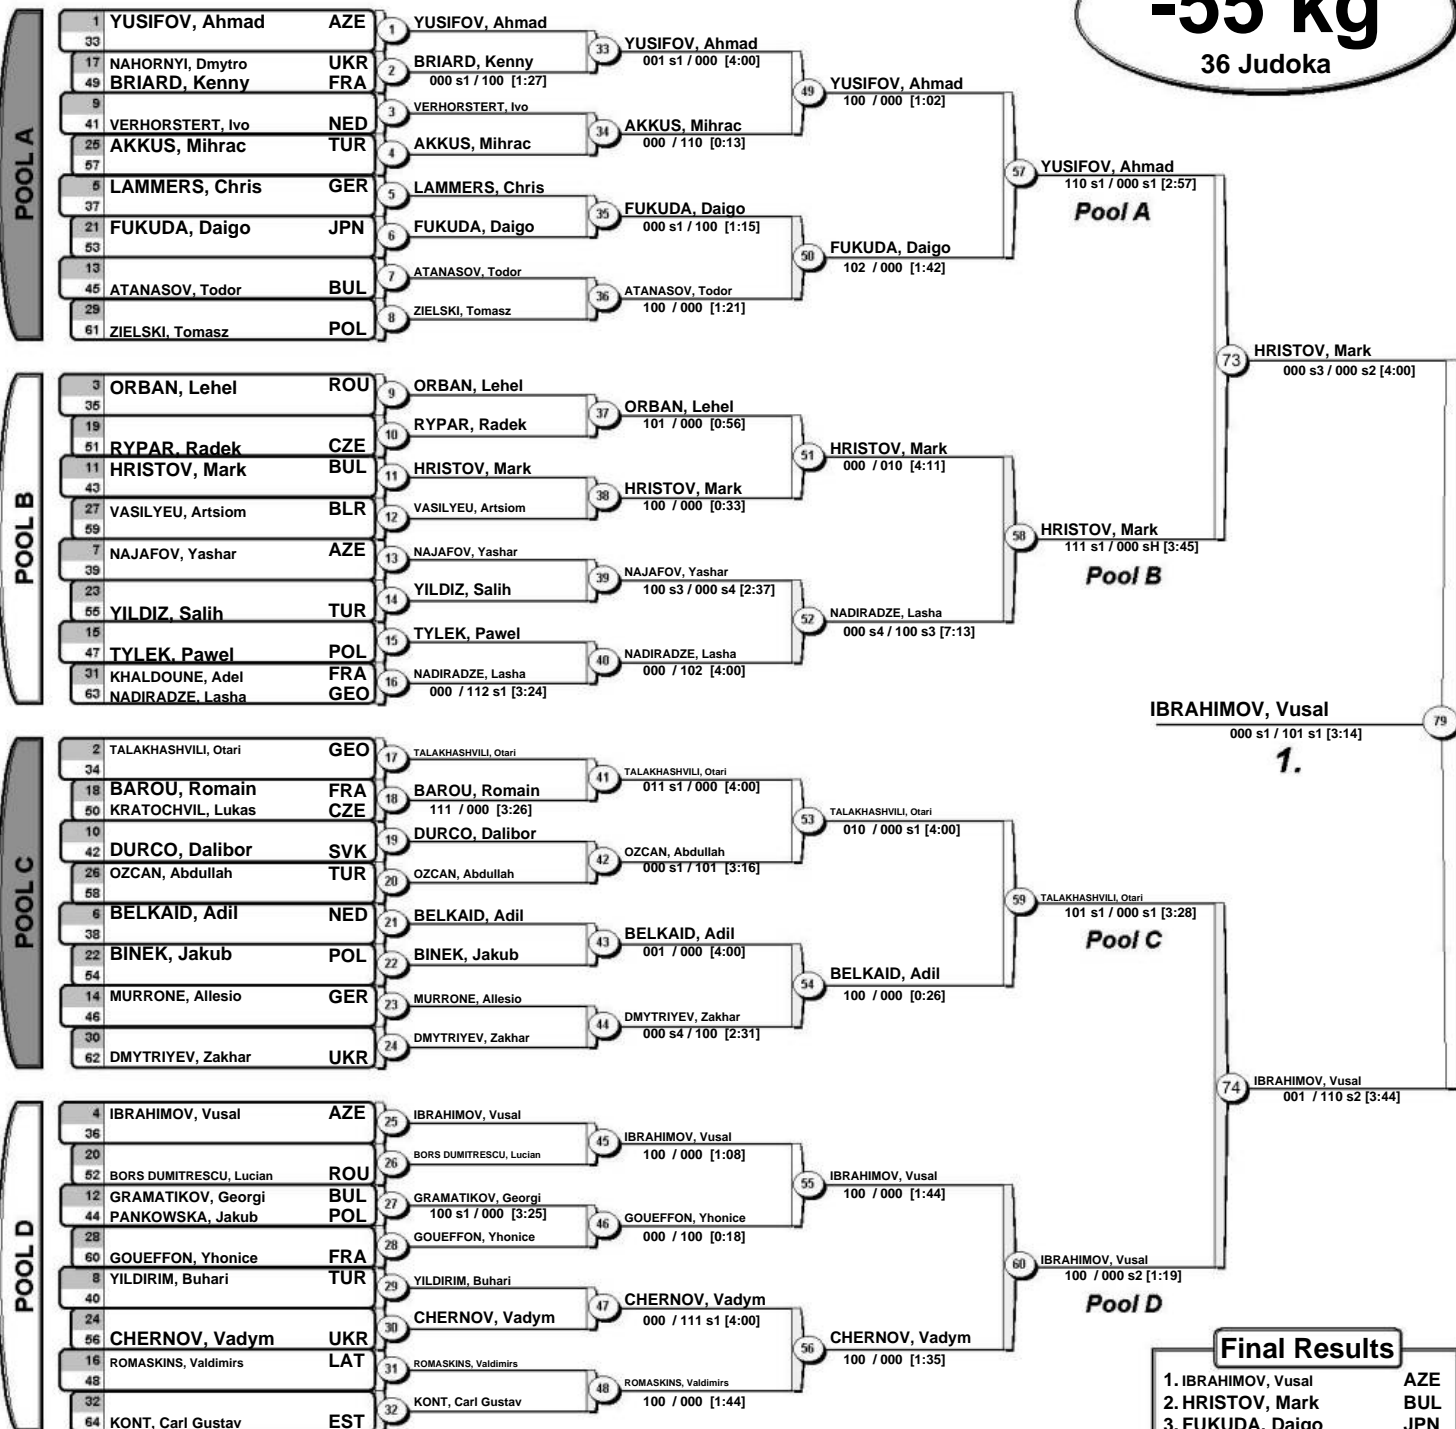 -55 kg
36 Judoka
POOL A
1 YUSIFOV, Ahmad AZE
33
17 NAHORNYI, Dmytro UKR
49 BRIARD, Kenny FRA
9
41 VERHORSTERT, Ivo NED
25 AKKUS, Mihrac TUR
57
5 LAMMERS, Chris GER
37
21 FUKUDA, Daigo JPN
53
13
45 ATANASOV, Todor BUL
29
61 ZIELSKI, Tomasz POL
1 YUSIFOV, Ahmad
2 BRIARD, Kenny
000 s1 / 100 [1:27]
3 VERHORSTERT, Ivo
4 AKKUS, Mihrac
5 LAMMERS, Chris
6 FUKUDA, Daigo
7 ATANASOV, Todor
8 ZIELSKI, Tomasz
33 YUSIFOV, Ahmad
001 s1 / 000 [4:00]
34 AKKUS, Mihrac
000 / 110 [0:13]
35 FUKUDA, Daigo
000 s1 / 100 [1:15]
36 ATANASOV, Todor
100 / 000 [1:21]
49 YUSIFOV, Ahmad
100 / 000 [1:02]
50 FUKUDA, Daigo
102 / 000 [1:42]
57 YUSIFOV, Ahmad
110 s1 / 000 s1 [2:57]
Pool A
POOL B
3 ORBAN, Lehel ROU
35
19
51 RYPAR, Radek CZE
11 HRISTOV, Mark BUL
43
27 VASILYEU, Artsiom BLR
59
7 NAJAFOV, Yashar AZE
39
23
55 YILDIZ, Salih TUR
15
47 TYLEK, Pawel POL
31 KHALDOUNE, Adel FRA
63 NADIRADZE, Lasha GEO
9 ORBAN, Lehel
10 RYPAR, Radek
11 HRISTOV, Mark
12 VASILYEU, Artsiom
13 NAJAFOV, Yashar
14 YILDIZ, Salih
15 TYLEK, Pawel
16 NADIRADZE, Lasha
000 / 112 s1 [3:24]
37 ORBAN, Lehel
101 / 000 [0:56]
38 HRISTOV, Mark
100 / 000 [0:33]
39 NAJAFOV, Yashar
100 s3 / 000 s4 [2:37]
40 NADIRADZE, Lasha
000 / 102 [4:00]
51 HRISTOV, Mark
000 / 010 [4:11]
52 NADIRADZE, Lasha
000 s4 / 100 s3 [7:13]
58 HRISTOV, Mark
111 s1 / 000 sH [3:45]
Pool B
73 HRISTOV, Mark
000 s3 / 000 s2 [4:00]
IBRAHIMOV, Vusal 79
000 s1 / 101 s1 [3:14]
1.
POOL C
2 TALAKHASHVILI, Otari GEO
34
18 BAROU, Romain FRA
50 KRATOCHVIL, Lukas CZE
10
42 DURCO, Dalibor SVK
26 OZCAN, Abdullah TUR
58
6 BELKAID, Adil NED
38
22 BINEK, Jakub POL
54
14 MURRONE, Allesio GER
46
30
62 DMYTRIYEV, Zakhar UKR
17 TALAKHASHVILI, Otari
18 BAROU, Romain
111 / 000 [3:26]
19 DURCO, Dalibor
20 OZCAN, Abdullah
21 BELKAID, Adil
22 BINEK, Jakub
23 MURRONE, Allesio
24 DMYTRIYEV, Zakhar
41 TALAKHASHVILI, Otari
011 s1 / 000 [4:00]
42 OZCAN, Abdullah
000 s1 / 101 [3:16]
43 BELKAID, Adil
001 / 000 [4:00]
44 DMYTRIYEV, Zakhar
000 s4 / 100 [2:31]
53 TALAKHASHVILI, Otari
010 / 000 s1 [4:00]
54 BELKAID, Adil
100 / 000 [0:26]
59 TALAKHASHVILI, Otari
101 s1 / 000 s1 [3:28]
Pool C
74 IBRAHIMOV, Vusal
001 / 110 s2 [3:44]
POOL D
4 IBRAHIMOV, Vusal AZE
36
20
52 BORS DUMITRESCU, Lucian ROU
12 GRAMATIKOV, Georgi BUL
44 PANKOWSKA, Jakub POL
28
60 GOUEFFON, Yhonice FRA
8 YILDIRIM, Buhari TUR
40
24
56 CHERNOV, Vadym UKR
16 ROMASKINS, Valdimirs LAT
48
32
64 KONT, Carl Gustav EST
25 IBRAHIMOV, Vusal
26 BORS DUMITRESCU, Lucian
27 GRAMATIKOV, Georgi
100 s1 / 000 [3:25]
28 GOUEFFON, Yhonice
29 YILDIRIM, Buhari
30 CHERNOV, Vadym
31 ROMASKINS, Valdimirs
32 KONT, Carl Gustav
45 IBRAHIMOV, Vusal
100 / 000 [1:08]
46 GOUEFFON, Yhonice
000 / 100 [0:18]
47 CHERNOV, Vadym
000 / 111 s1 [4:00]
48 ROMASKINS, Valdimirs
100 / 000 [1:44]
55 IBRAHIMOV, Vusal
100 / 000 [1:44]
56 CHERNOV, Vadym
100 / 000 [1:35]
60 IBRAHIMOV, Vusal
100 / 000 s2 [1:19]
Pool D
Final Results
1. IBRAHIMOV, Vusal AZE
2. HRISTOV, Mark BUL
3. FUKUDA, Daigo JPN